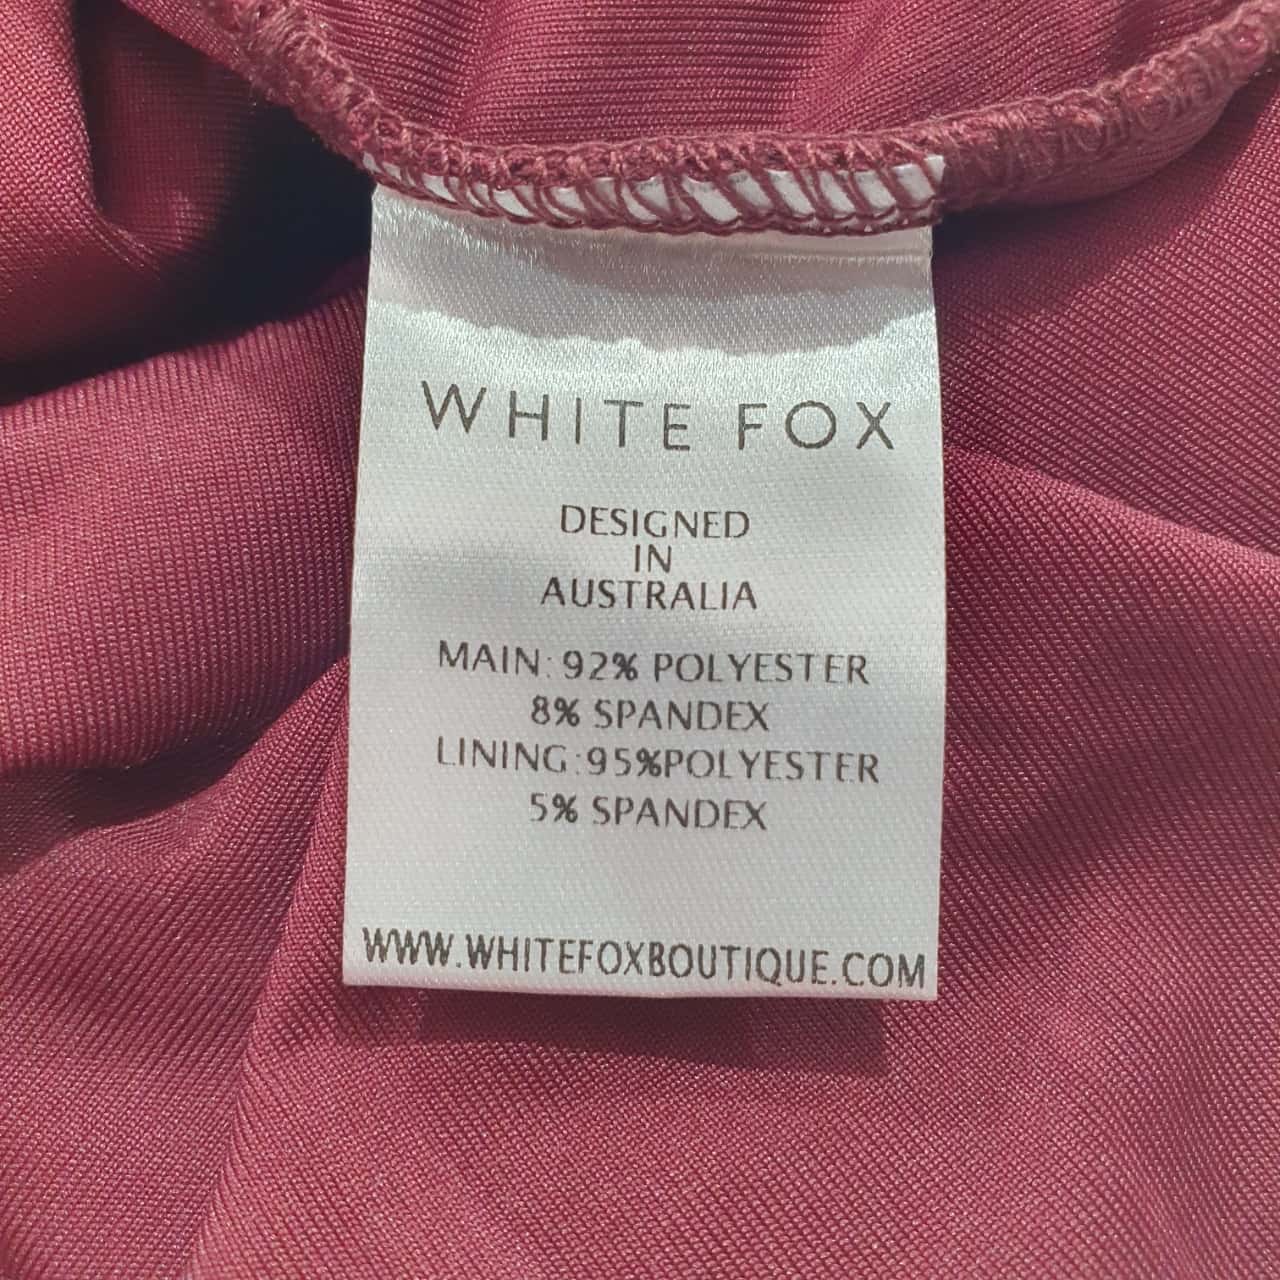 WHITE FOX
DESIGNED
IN
AUSTRALIA
MAIN: 92% POLYESTER
8% SPANDEX
LINING:95%POLYESTER
5% SPANDEX
WWW.WHITEFOXBOUTIQUE.COM